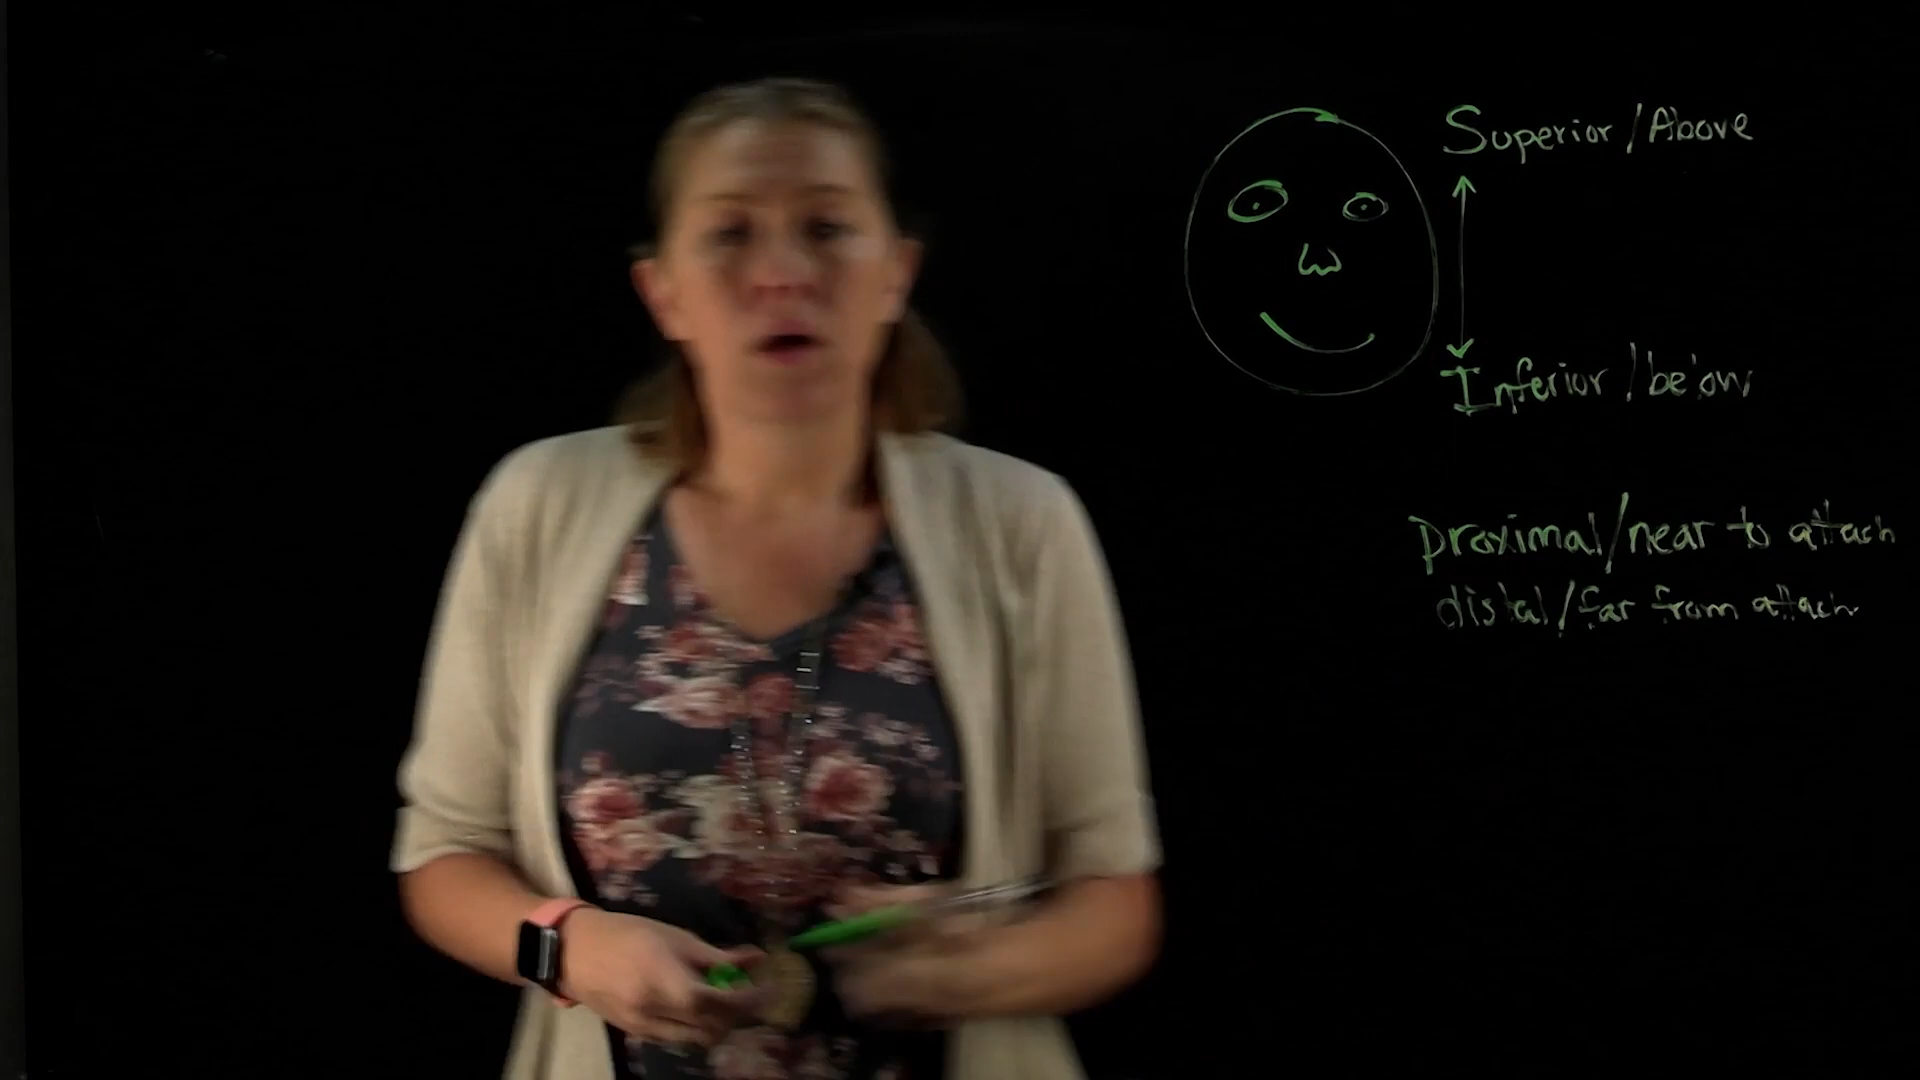 Superior / Above
Inferior / below
proximal / near to attach
distal / far from attach